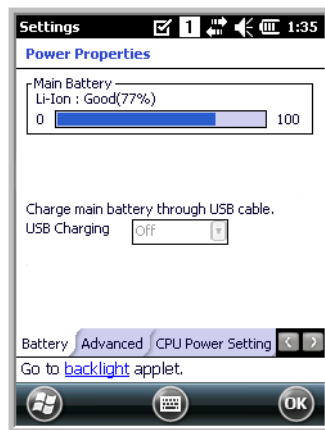 Settings 1 1:35
Power Properties
Main Battery
Li-Ion : Good(77%)
0 100
Charge main battery through USB cable.
USB Charging Off
Battery Advanced CPU Power Setting
Go to backlight applet.
OK